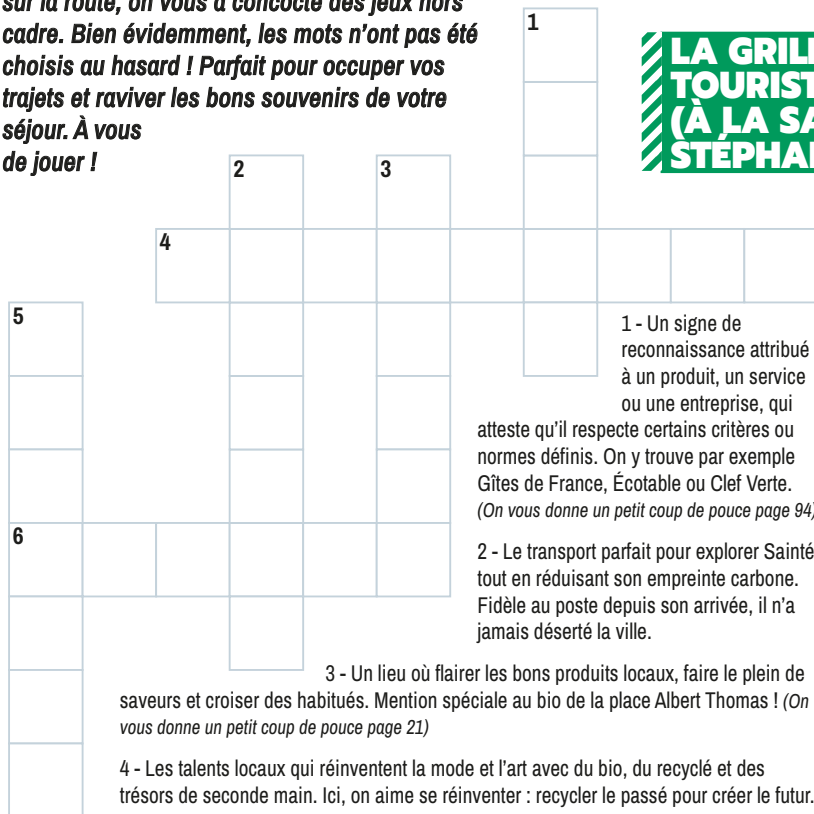 sur la route, on vous a concocté des jeux hors
cadre. Bien évidemment, les mots n'ont pas été
choisis au hasard ! Parfait pour occuper vos
trajets et raviver les bons souvenirs de votre
séjour. À vous
de jouer !
1
LA
TOURIST
(À LA
2
3
4
5
6
1 - Un signe de
reconnaissance attribué
à un produit, un service
ou une entreprise, qui
atteste qu'il respecte certains critères ou
normes définis. On y trouve par exemple
Gîtes de France, Écotable ou Clef Verte.
(On vous donne un petit coup de pouce page 94)
2 - Le transport parfait pour explorer Sainté
tout en réduisant son empreinte carbone.
Fidèle au poste depuis son arrivée, il n'a
jamais déserté la ville.
3 - Un lieu où flairer les bons produits locaux, faire le plein de
saveurs et croiser des habitués. Mention spéciale au bio de la place Albert Thomas ! (On
vous donne un petit coup de pouce page 21)
4 - Les talents locaux qui réinventent la mode et l'art avec du bio, du recyclé et des
trésors de seconde main. Ici, on aime se réinventer : recycler le passé pour créer le futur.